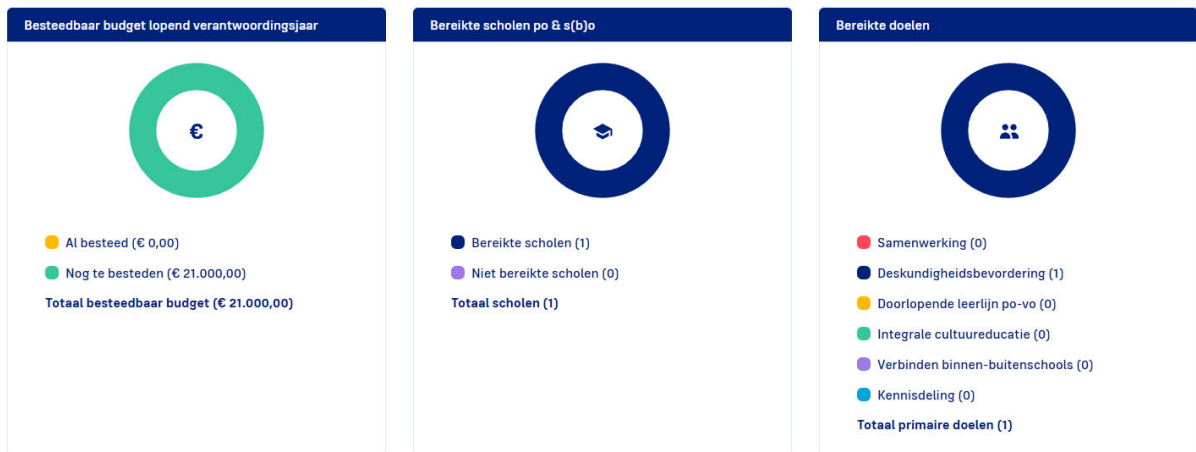 Besteedbaar budget lopend verantwoordingsjaar
€
Al besteed (€ 0,00)
Nog te besteden (€ 21.000,00)
Totaal besteedbaar budget (€ 21.000,00)
Bereikte scholen po & s(b)o
Bereikte scholen (1)
Niet bereikte scholen (0)
Totaal scholen (1)
Bereikte doelen
Samenwerking (0)
Deskundigheidsbevordering (1)
Doorlopende leerlijn po-vo (0)
Integrale cultuureducatie (0)
Verbinden binnen-buitenschools (0)
Kennisdeling (0)
Totaal primaire doelen (1)